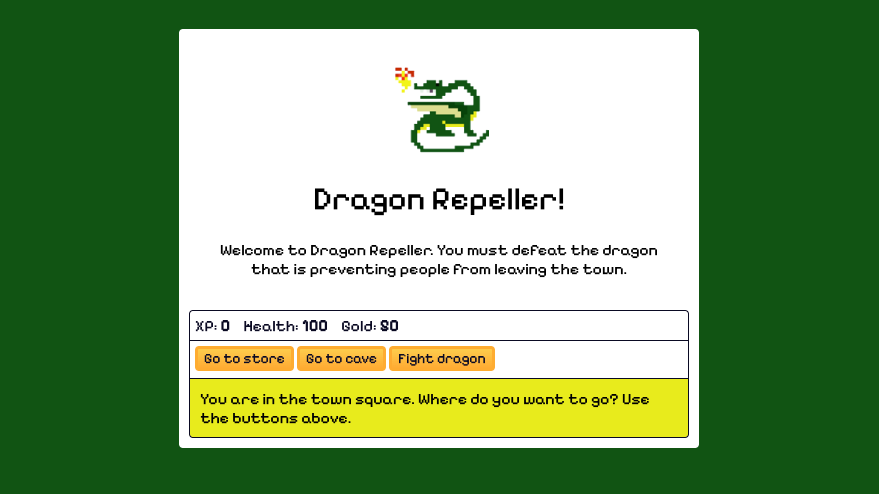 Dragon Repeller!
Welcome to Dragon Repeller. You must defeat the dragon
that is preventing people from leaving the town.
XP: 0 Health: 100 Gold: 80
Go to store Go to cave Fight dragon
You are in the town square. Where do you want to go? Use
the buttons above.